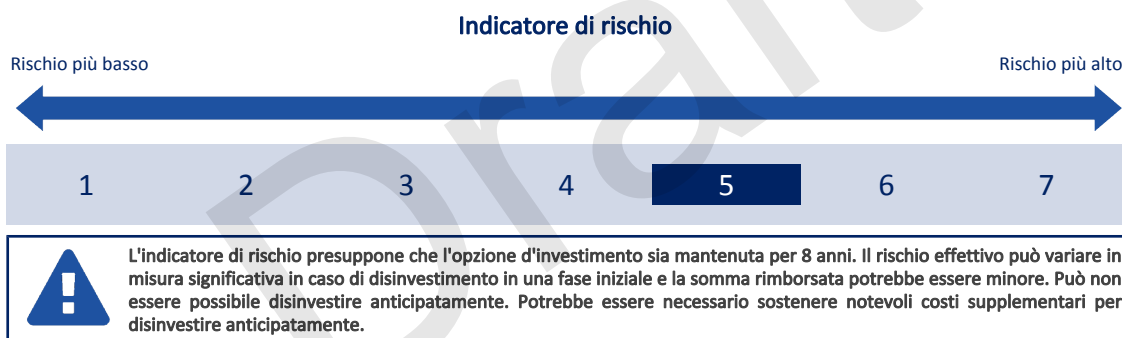 Indicatore di rischio
Rischio più basso Rischio più alto
1 2 3 4 5 6 7
L'indicatore di rischio presuppone che l'opzione d'investimento sia mantenuta per 8 anni. Il rischio effettivo può variare in
misura significativa in caso di disinvestimento in una fase iniziale e la somma rimborsata potrebbe essere minore. Può non
essere possibile disinvestire anticipatamente. Potrebbe essere necessario sostenere notevoli costi supplementari per
disinvestire anticipatamente.
Draft